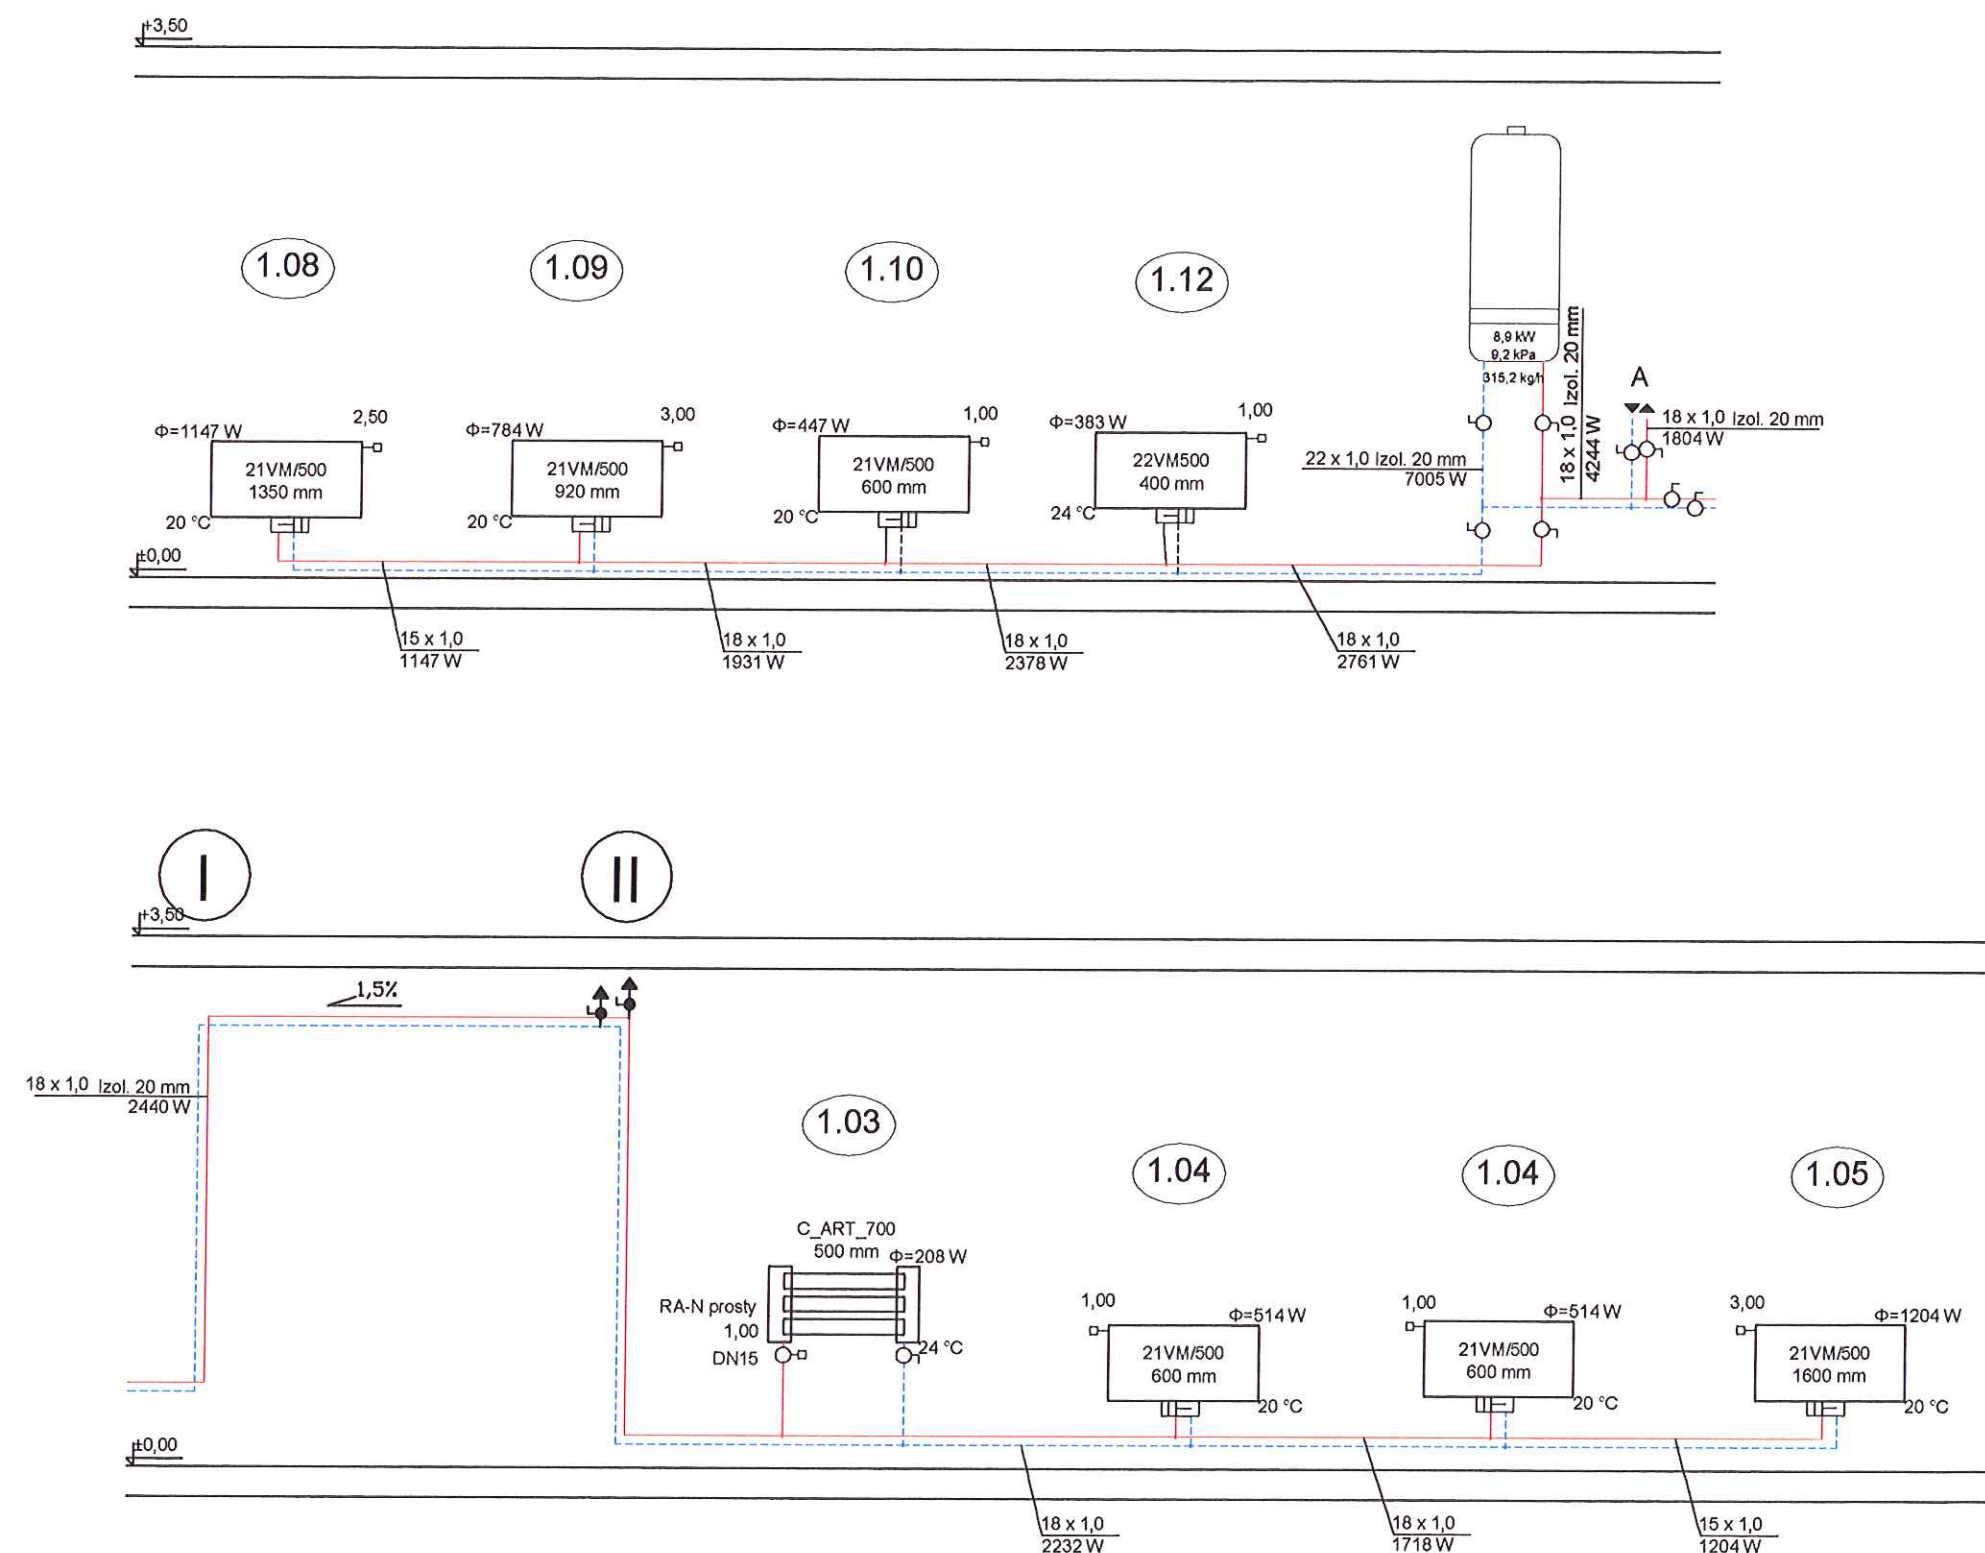 +3,50
1.08
1.09
1.10
1.12
8,9 kW
9,2 kPa
315,2 kg/h
18 x 1,0 Izol. 20 mm
4244 W
A
18 x 1,0 Izol. 20 mm
1804 W
22 x 1,0 Izol. 20 mm
7005 W
Φ=1147 W
2,50
21VM/500
1350 mm
20 °C
Φ=784 W
3,00
21VM/500
920 mm
20 °C
Φ=447 W
1,00
21VM/500
600 mm
20 °C
Φ=383 W
1,00
22VM500
400 mm
24 °C
±0,00
15 x 1,0
1147 W
18 x 1,0
1931 W
18 x 1,0
2378 W
18 x 1,0
2761 W
I
II
+3,50
1,5%
18 x 1,0 Izol. 20 mm
2440 W
1.03
1.04
1.04
1.05
C_ART_700
500 mm
Φ=208 W
RA-N prosty
1,00
DN15
24 °C
1,00
Φ=514 W
21VM/500
600 mm
20 °C
1,00
Φ=514 W
21VM/500
600 mm
20 °C
3,00
Φ=1204 W
21VM/500
1600 mm
20 °C
±0,00
18 x 1,0
2232 W
18 x 1,0
1718 W
15 x 1,0
1204 W